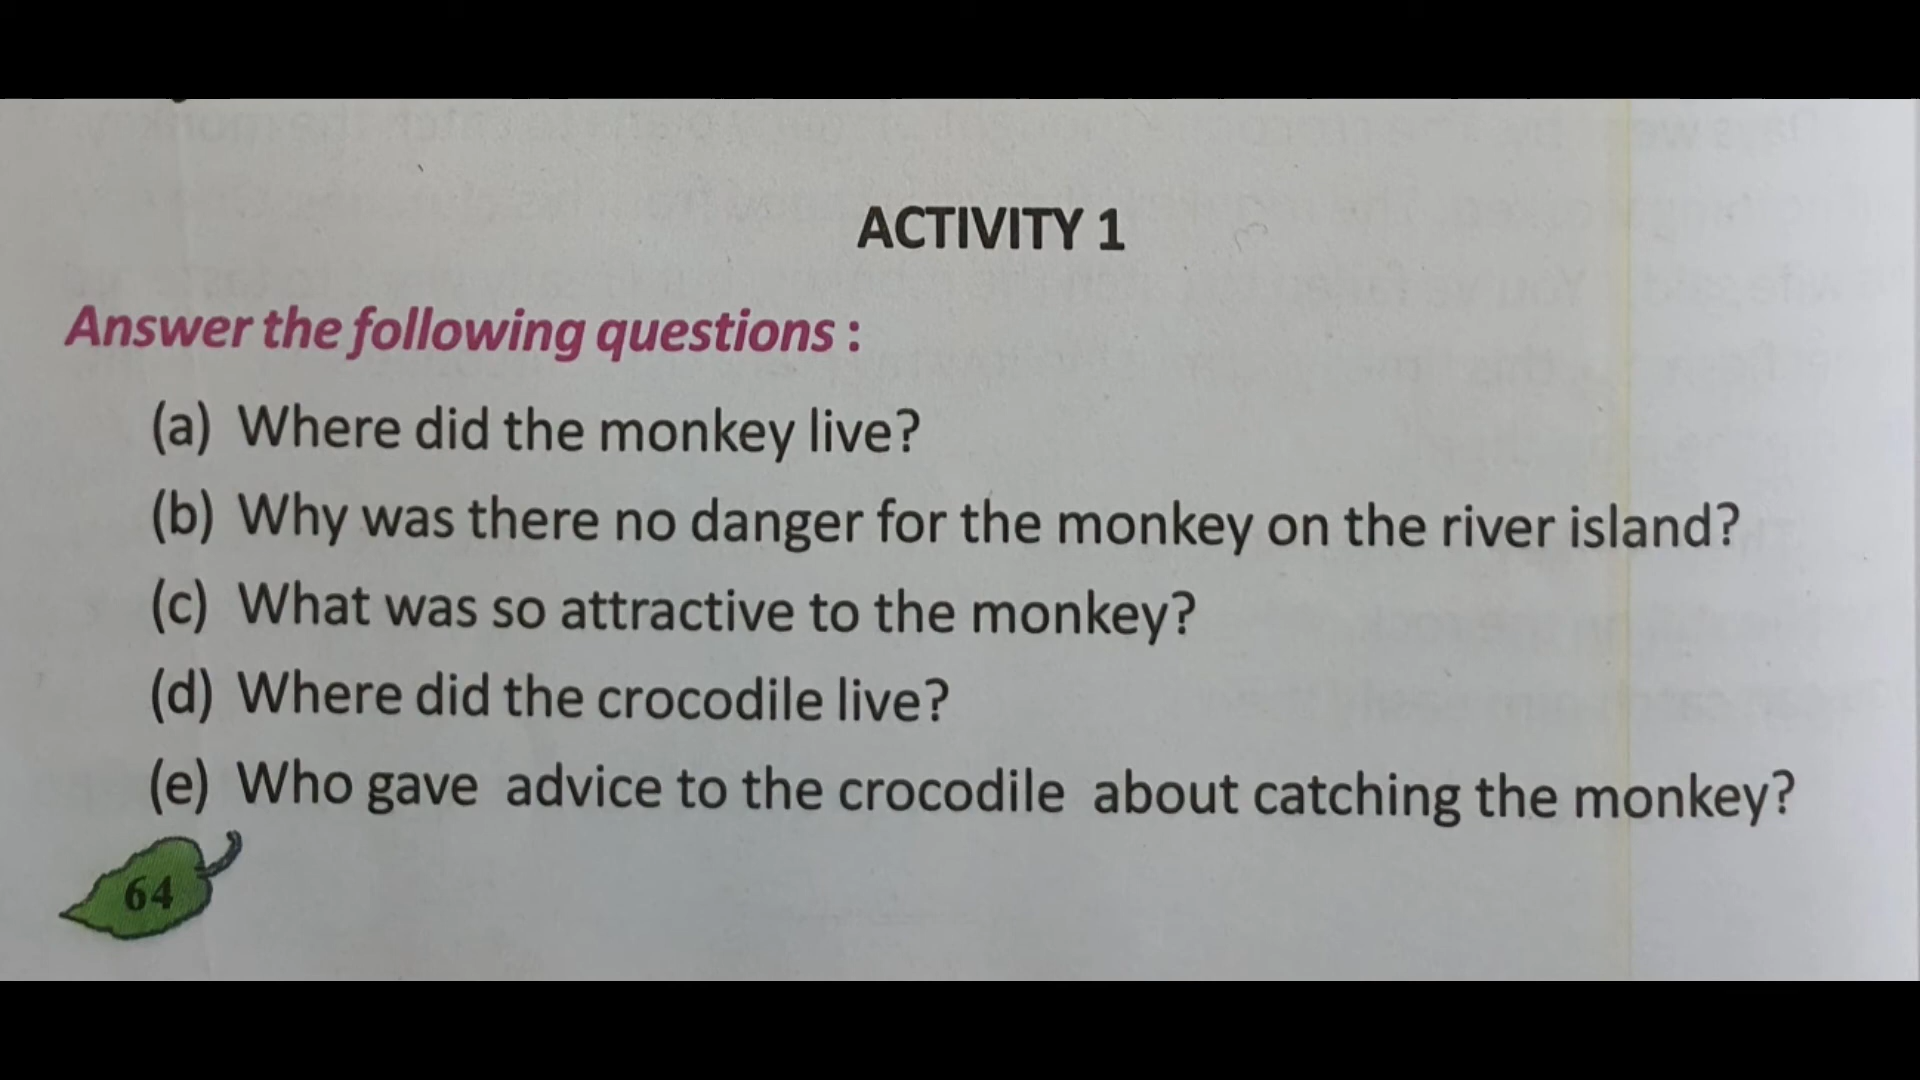 ACTIVITY 1
Answer the following questions :
(a) Where did the monkey live?
(b) Why was there no danger for the monkey on the river island?
(c) What was so attractive to the monkey?
(d) Where did the crocodile live?
(e) Who gave advice to the crocodile about catching the monkey?
64